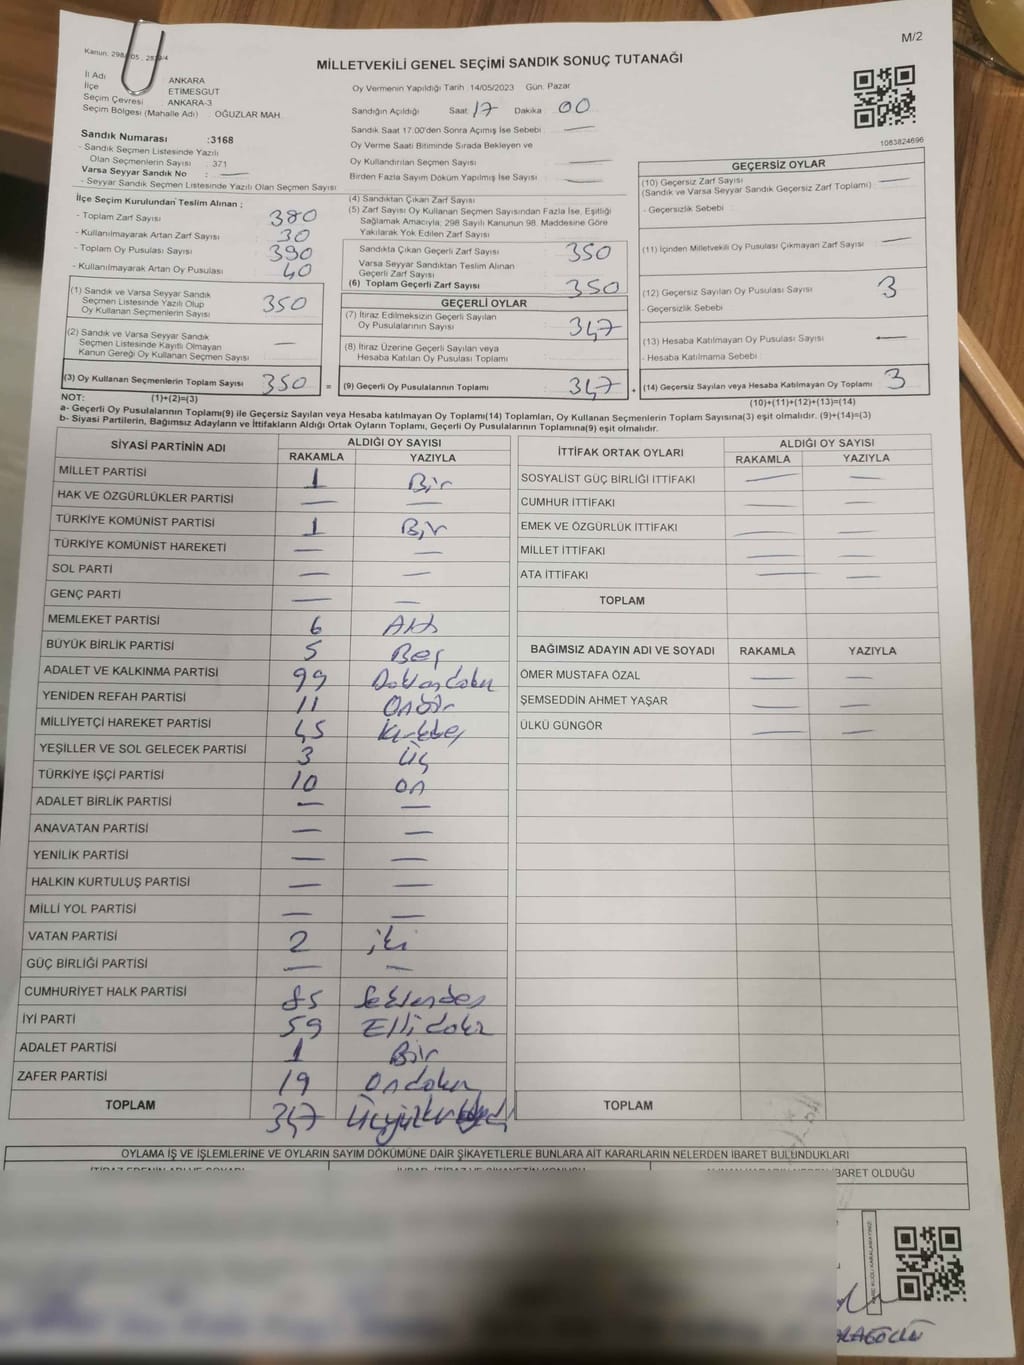 M/2
Kanun: 298
MİLLETVEKİLİ GENEL SEÇİMİ SANDIK SONUÇ TUTANAĞI
İl Adı ANKARA
İlçe ETİMESGUT
Seçim Çevresi ANKARA-3
Seçim Bölgesi (Mahalle Adı) OĞUZLAR MAH.
Oy Vermenin Yapıldığı Tarih 14/05/2023 Gün: Pazar
Sandığın Açıldığı Saat 17 Dakika 00
Sandık Saat 17:00'den Sonra Açımış İse Sebebi —
Oy Verme Saati Bitiminde Sırada Bekleyen ve
Oy Kullandırılan Seçmen Sayısı —
Birden Fazla Sayım Döküm Yapılmış İse Sayısı —
1083824696
Sandık Numarası :3168
- Sandık Seçmen Listesinde Yazılı
Olan Seçmenlerin Sayısı : 371
Varsa Seyyar Sandık No : —
- Seyyar Sandık Seçmen Listesinde Yazılı Olan Seçmen Sayısı
İlçe Seçim Kurulundan Teslim Alınan ;
- Toplam Zarf Sayısı 380
- Kullanılmayarak Artan Zarf Sayısı 30
- Toplam Oy Pusulası Sayısı 390
- Kullanılmayarak Artan Oy Pusulası 40
(1) Sandık ve Varsa Seyyar Sandık
Seçmen Listesinde Yazılı Olup
Oy Kullanan Seçmenlerin Sayısı 350
(2) Sandık ve Varsa Seyyar Sandık
Seçmen Listesinde Kayıtlı Olmayan
Kanun Gereği Oy Kullanan Seçmen Sayısı —
(3) Oy Kullanan Seçmenlerin Toplam Sayısı 350 =
(4) Sandıktan Çıkan Zarf Sayısı
(5) Zarf Sayısı Oy Kullanan Seçmen Sayısından Fazla İse, Eşitliği
Sağlamak Amacıyla, 298 Sayılı Kanunun 98. Maddesine Göre
Yakılarak Yok Edilen Zarf Sayısı
Sandıkta Çıkan Geçerli Zarf Sayısı 350
Varsa Seyyar Sandıktan Teslim Alınan
Geçerli Zarf Sayısı
(6) Toplam Geçerli Zarf Sayısı 350
GEÇERLİ OYLAR
(7) İtiraz Edilmeksizin Geçerli Sayılan
Oy Pusulalarının Sayısı 347
(8) İtiraz Üzerine Geçerli Sayılan veya
Hesaba Katılan Oy Pusulası Toplamı
(9) Geçerli Oy Pusulalarının Toplamı 347 +
GEÇERSİZ OYLAR
(10) Geçersiz Zarf Sayısı —
(Sandık ve Varsa Seyyar Sandık Geçersiz Zarf Toplamı)
- Geçersizlik Sebebi
(11) İçinden Milletvekili Oy Pusulası Çıkmayan Zarf Sayısı —
(12) Geçersiz Sayılan Oy Pusulası Sayısı 3
- Geçersizlik Sebebi
(13) Hesaba Katılmayan Oy Pusulası Sayısı —
- Hesaba Katılmama Sebebi
(14) Geçersiz Sayılan veya Hesaba Katılmayan Oy Toplamı 3
NOT: (1)+(2)=(3) (10)+(11)+(12)+(13)=(14)
a- Geçerli Oy Pusulalarının Toplamı(9) ile Geçersiz Sayılan veya Hesaba katılmayan Oy Toplamı(14) Toplamları, Oy Kullanan Seçmenlerin Toplam Sayısına(3) eşit olmalıdır. (9)+(14)=(3)
b- Siyasi Partilerin, Bağımsız Adayların ve İttifakların Aldığı Ortak Oyların Toplamı, Geçerli Oy Pusulalarının Toplamına(9) eşit olmalıdır.
SİYASİ PARTİNİN ADI ALDIĞI OY SAYISI
RAKAMLA YAZIYLA
MİLLET PARTİSİ 1 Bir
HAK VE ÖZGÜRLÜKLER PARTİSİ — —
TÜRKİYE KOMÜNİST PARTİSİ 1 Bir
TÜRKİYE KOMÜNİST HAREKETİ — —
SOL PARTİ — —
GENÇ PARTİ — —
MEMLEKET PARTİSİ 6 Altı
BÜYÜK BİRLİK PARTİSİ 5 Beş
ADALET VE KALKINMA PARTİSİ 99 Doksandokuz
YENİDEN REFAH PARTİSİ 11 Onbir
MİLLİYETÇİ HAREKET PARTİSİ 45 Kırkbeş
YEŞİLLER VE SOL GELECEK PARTİSİ 3 Üç
TÜRKİYE İŞÇİ PARTİSİ 10 on
ADALET BİRLİK PARTİSİ — —
ANAVATAN PARTİSİ — —
YENİLİK PARTİSİ — —
HALKIN KURTULUŞ PARTİSİ — —
MİLLİ YOL PARTİSİ — —
VATAN PARTİSİ 2 iki
GÜÇ BİRLİĞİ PARTİSİ — —
CUMHURİYET HALK PARTİSİ 85 Seksenbeş
İYİ PARTİ 59 Elli dokuz
ADALET PARTİSİ 1 Bir
ZAFER PARTİSİ 19 Ondokuz
TOPLAM 347 Üçyüzkırkyedi
İTTİFAK ORTAK OYLARI ALDIĞI OY SAYISI
RAKAMLA YAZIYLA
SOSYALİST GÜÇ BİRLİĞİ İTTİFAKI — —
CUMHUR İTTİFAKI — —
EMEK VE ÖZGÜRLÜK İTTİFAKI — —
MİLLET İTTİFAKI — —
ATA İTTİFAKI — —
TOPLAM
BAĞIMSIZ ADAYIN ADI VE SOYADI RAKAMLA YAZIYLA
ÖMER MUSTAFA ÖZAL — —
ŞEMSEDDİN AHMET YAŞAR — —
ÜLKÜ GÜNGÖR — —
TOPLAM
OYLAMA İŞ VE İŞLEMLERİNE VE OYLARIN SAYIM DÖKÜMÜNE DAİR ŞİKAYETLERLE BUNLARA AİT KARARLARIN NELERDEN İBARET BULUNDUKLARI
İBARET OLDUĞU